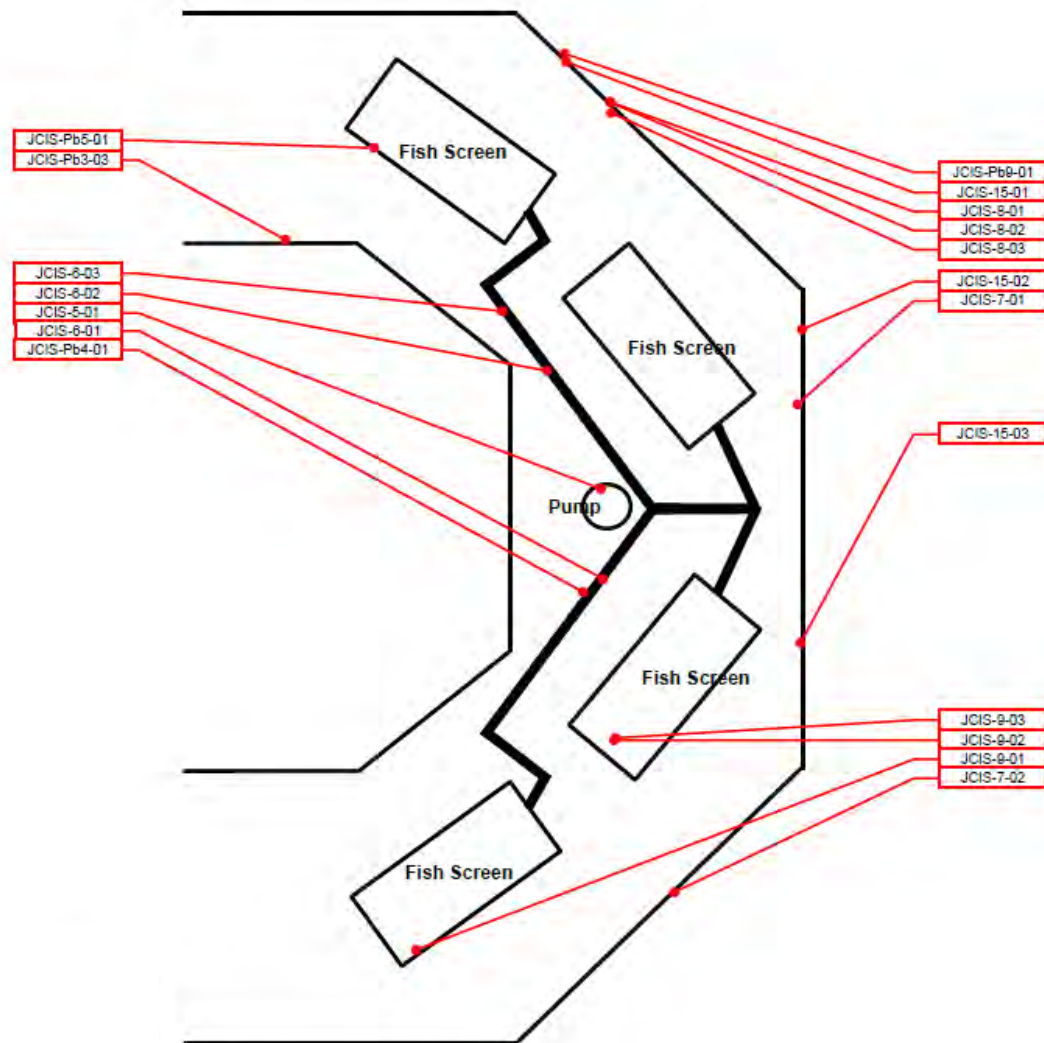 JCIS-Pb5-01
JCIS-Pb3-03
JCIS-6-03
JCIS-6-02
JCIS-5-01
JCIS-6-01
JCIS-Pb4-01
Fish Screen
Fish Screen
Pump
Fish Screen
Fish Screen
JCIS-Pb9-01
JCIS-15-01
JCIS-8-01
JCIS-8-02
JCIS-8-03
JCIS-15-02
JCIS-7-01
JCIS-15-03
JCIS-9-03
JCIS-9-02
JCIS-9-01
JCIS-7-02